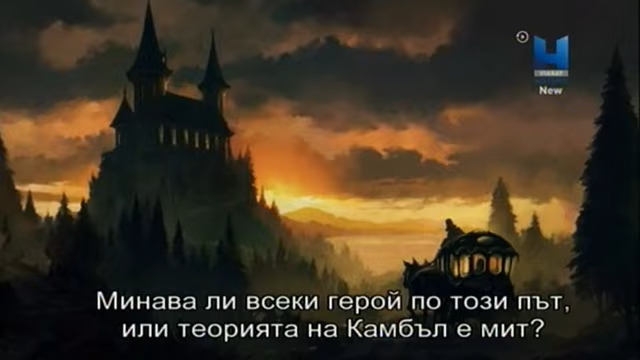 New
Минава ли всеки герой по този път,
или теорията на Камбъл е мит?